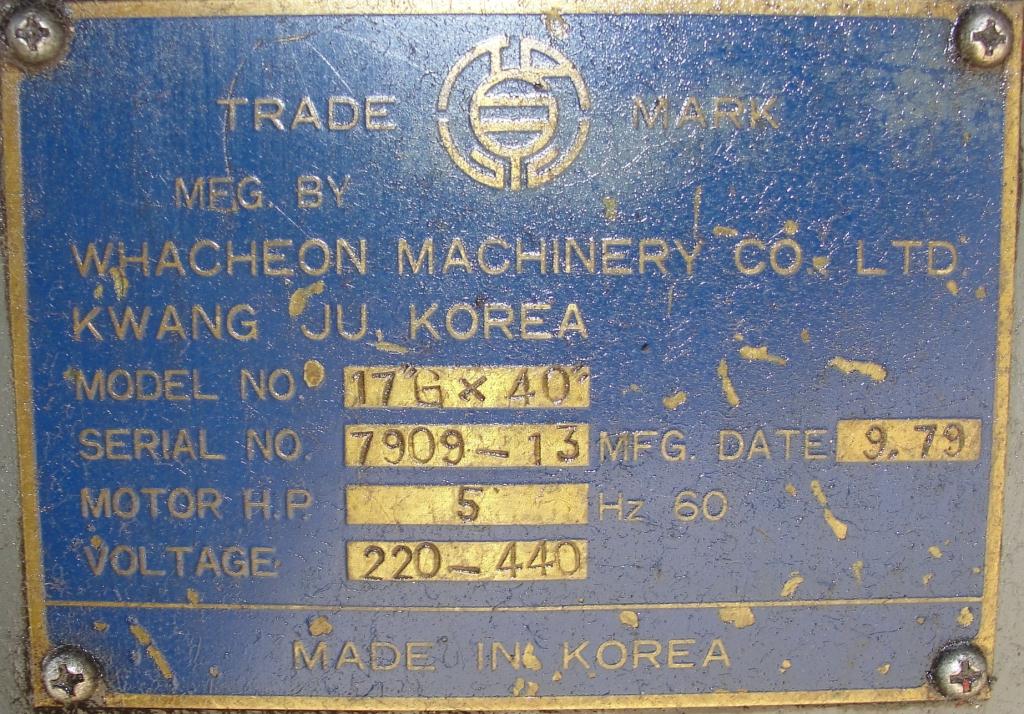 TRADE MARK
MFG. BY
WHACHEON MACHINERY CO. LTD
KWANG JU, KOREA
MODEL NO. 17"G × 40"
SERIAL NO. 7909-13 MFG. DATE 9.79
MOTOR H.P. 5 Hz 60
VOLTAGE 220-440
MADE IN KOREA